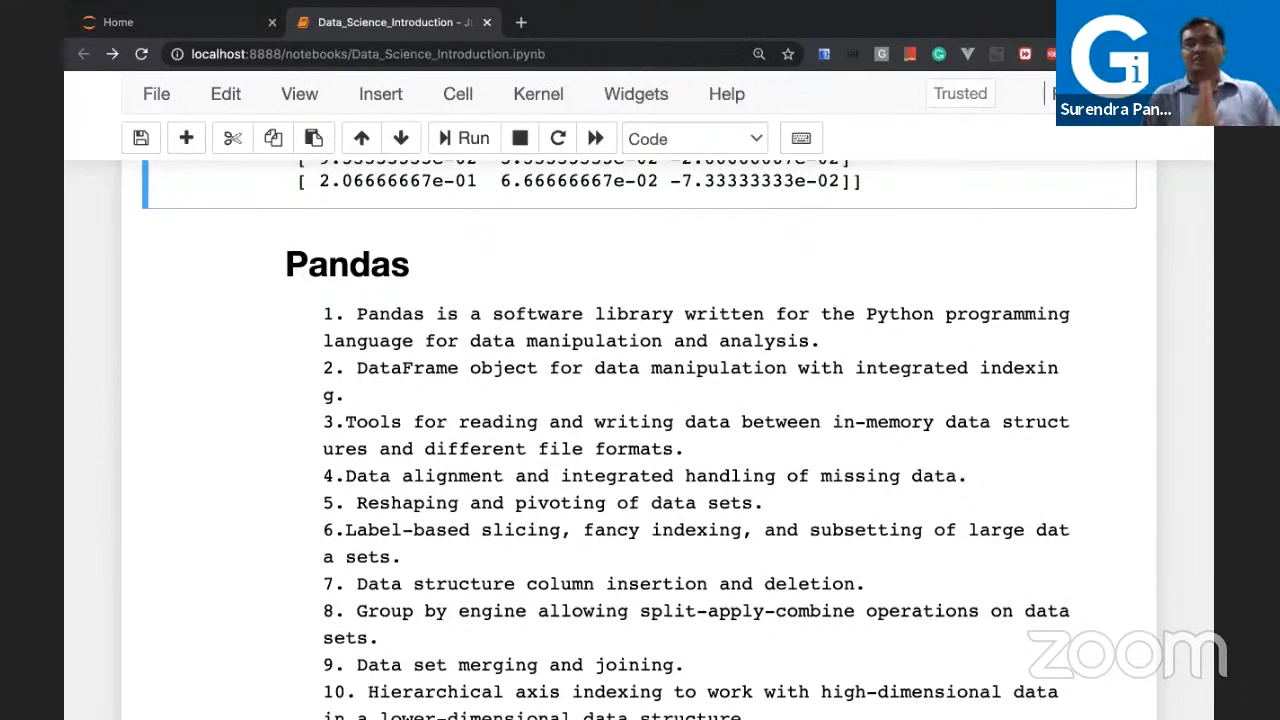 Home
Data_Science_Introduction - Ju
localhost:8888/notebooks/Data_Science_Introduction.ipynb
Gi
Surendra Pan...
File Edit View Insert Cell Kernel Widgets Help Trusted
Run Code
[ 2.06666667e-01 6.66666667e-02 -7.33333333e-02]]
Pandas
1. Pandas is a software library written for the Python programming
language for data manipulation and analysis.
2. DataFrame object for data manipulation with integrated indexin
g.
3.Tools for reading and writing data between in-memory data struct
ures and different file formats.
4.Data alignment and integrated handling of missing data.
5. Reshaping and pivoting of data sets.
6.Label-based slicing, fancy indexing, and subsetting of large dat
a sets.
7. Data structure column insertion and deletion.
8. Group by engine allowing split-apply-combine operations on data
sets.
9. Data set merging and joining.
10. Hierarchical axis indexing to work with high-dimensional data
in a lower-dimensional data structure.
zoom